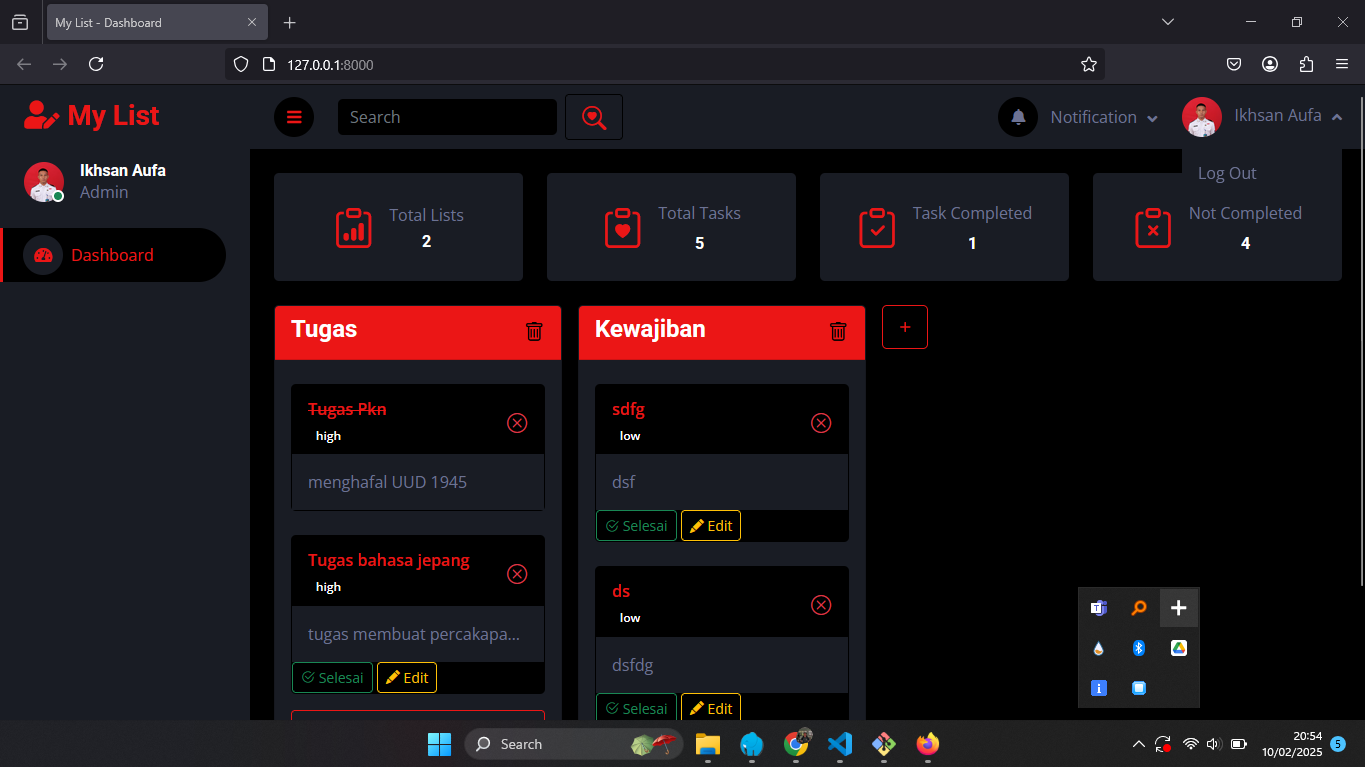 My List - Dashboard
127.0.0.1:8000
My List
Search
Notification
Ikhsan Aufa
Log Out
Ikhsan Aufa
Admin
Dashboard
Total Lists
2
Total Tasks
5
Task Completed
1
Not Completed
4
Tugas
Tugas Pkn
high
menghafal UUD 1945
Tugas bahasa jepang
high
tugas membuat percakapa...
Selesai Edit
Kewajiban
sdfg
low
dsf
Selesai Edit
ds
low
dsfdg
Selesai Edit
+
Search
20:54
10/02/2025
5